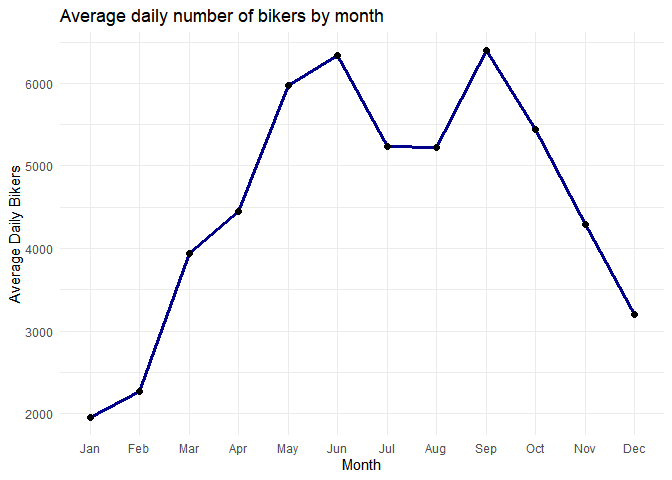 Average daily number of bikers by month
Average Daily Bikers
6000
5000
4000
3000
2000
Jan Feb Mar Apr May Jun Jul Aug Sep Oct Nov Dec
Month